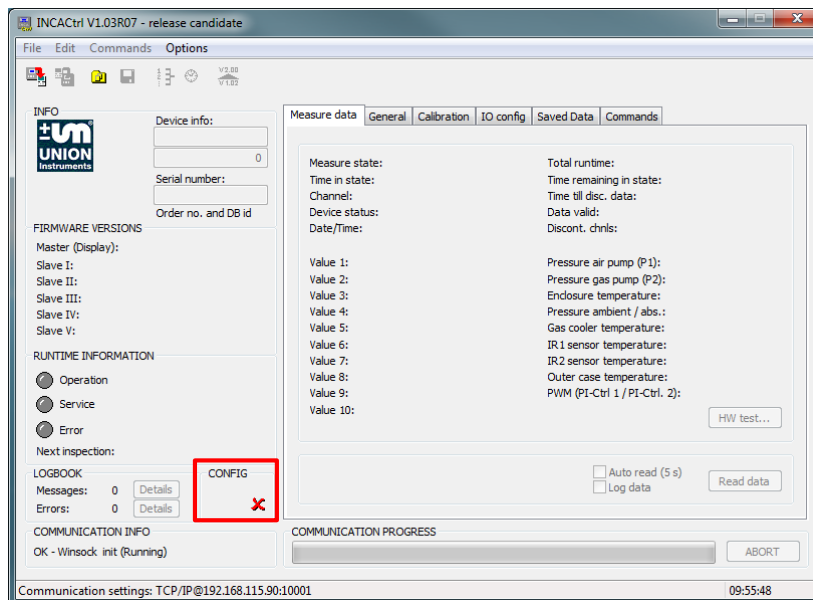 INCACtrl V1.03R07 - release candidate
File Edit Commands Options
V2.00
V1.02
INFO
±um
UNION
Instruments
Device info:
0
Serial number:
Order no. and DB id
FIRMWARE VERSIONS
Master (Display):
Slave I:
Slave II:
Slave III:
Slave IV:
Slave V:
RUNTIME INFORMATION
Operation
Service
Error
Next inspection:
LOGBOOK
Messages: 0 Details
Errors: 0 Details
CONFIG
COMMUNICATION INFO
OK - Winsock init (Running)
Measure data General Calibration IO config Saved Data Commands
Measure state:
Time in state:
Channel:
Device status:
Date/Time:
Total runtime:
Time remaining in state:
Time till disc. data:
Data valid:
Discont. chnls:
Value 1:
Value 2:
Value 3:
Value 4:
Value 5:
Value 6:
Value 7:
Value 8:
Value 9:
Value 10:
Pressure air pump (P1):
Pressure gas pump (P2):
Enclosure temperature:
Pressure ambient / abs.:
Gas cooler temperature:
IR1 sensor temperature:
IR2 sensor temperature:
Outer case temperature:
PWM (PI-Ctrl 1 / PI-Ctrl. 2):
HW test...
Auto read (5 s)
Log data
Read data
COMMUNICATION PROGRESS
ABORT
Communication settings: TCP/IP@192.168.115.90:10001
09:55:48